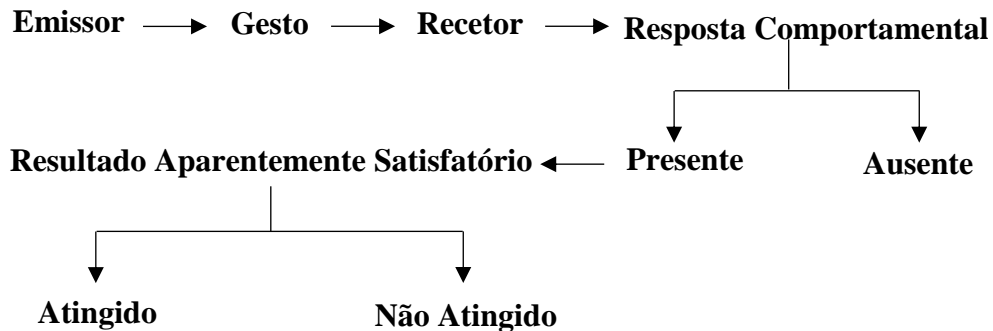 Emissor Gesto Recetor Resposta Comportamental
Resultado Aparentemente Satisfatório Presente Ausente
Atingido Não Atingido